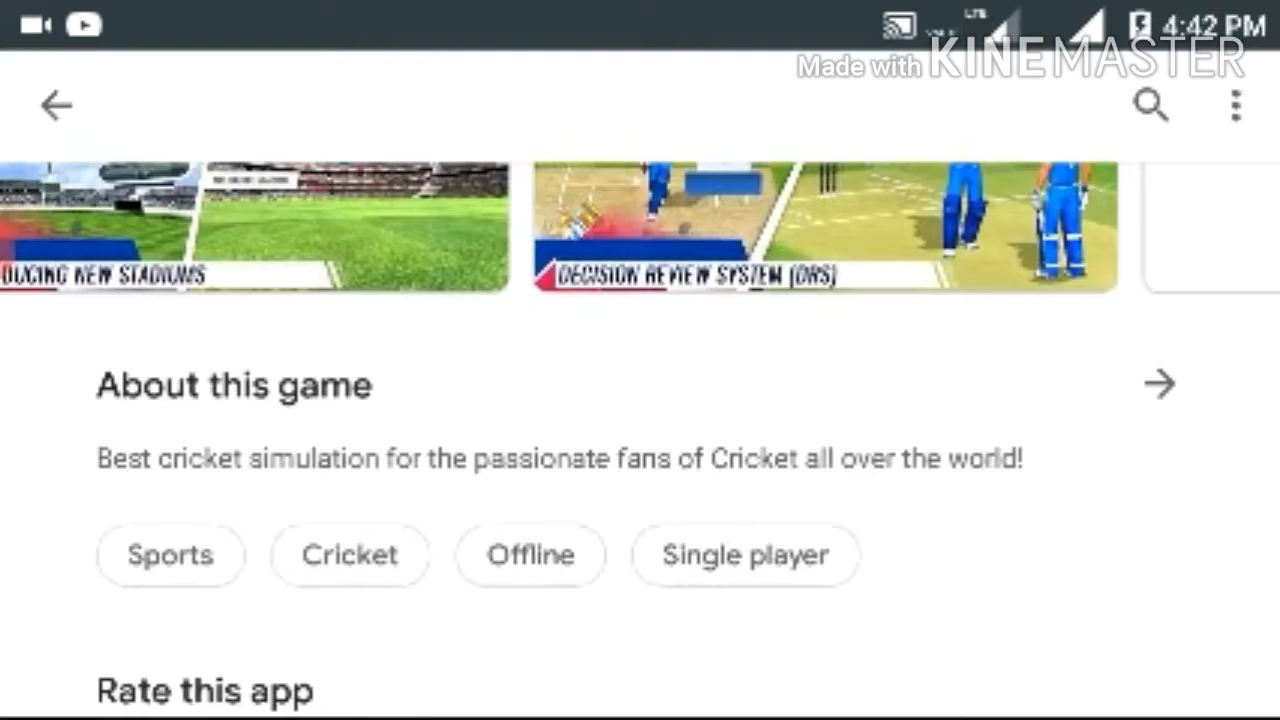 4:42 PM
Made with KINEMASTER
DUCING NEW STADIUMS
DECISION REVIEW SYSTEM (DRS)
About this game
Best cricket simulation for the passionate fans of Cricket all over the world!
Sports
Cricket
Offline
Single player
Rate this app